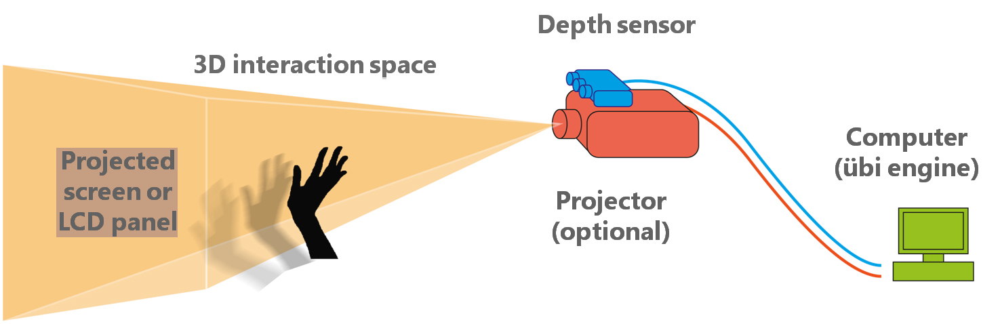 Depth sensor
3D interaction space
Projected
screen or
LCD panel
Projector
(optional)
Computer
(übi engine)